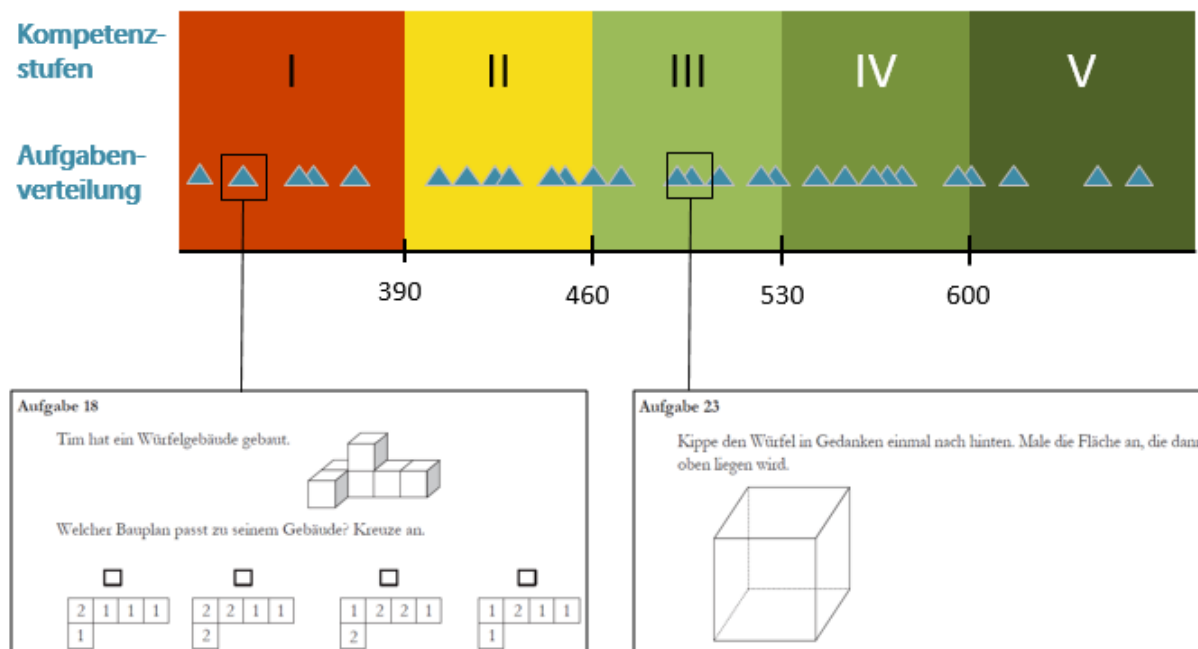 Kompetenz-
stufen
I II III IV V
Aufgaben-
verteilung
390 460 530 600
Aufgabe 18
Tim hat ein Würfelgebäude gebaut.
Welcher Bauplan passt zu seinem Gebäude? Kreuze an.
2 1 1 1
1
2 2 1 1
2
1 2 2 1
2
1 2 1 1
1
Aufgabe 23
Kippe den Würfel in Gedanken einmal nach hinten. Male die Fläche an, die dann
oben liegen wird.